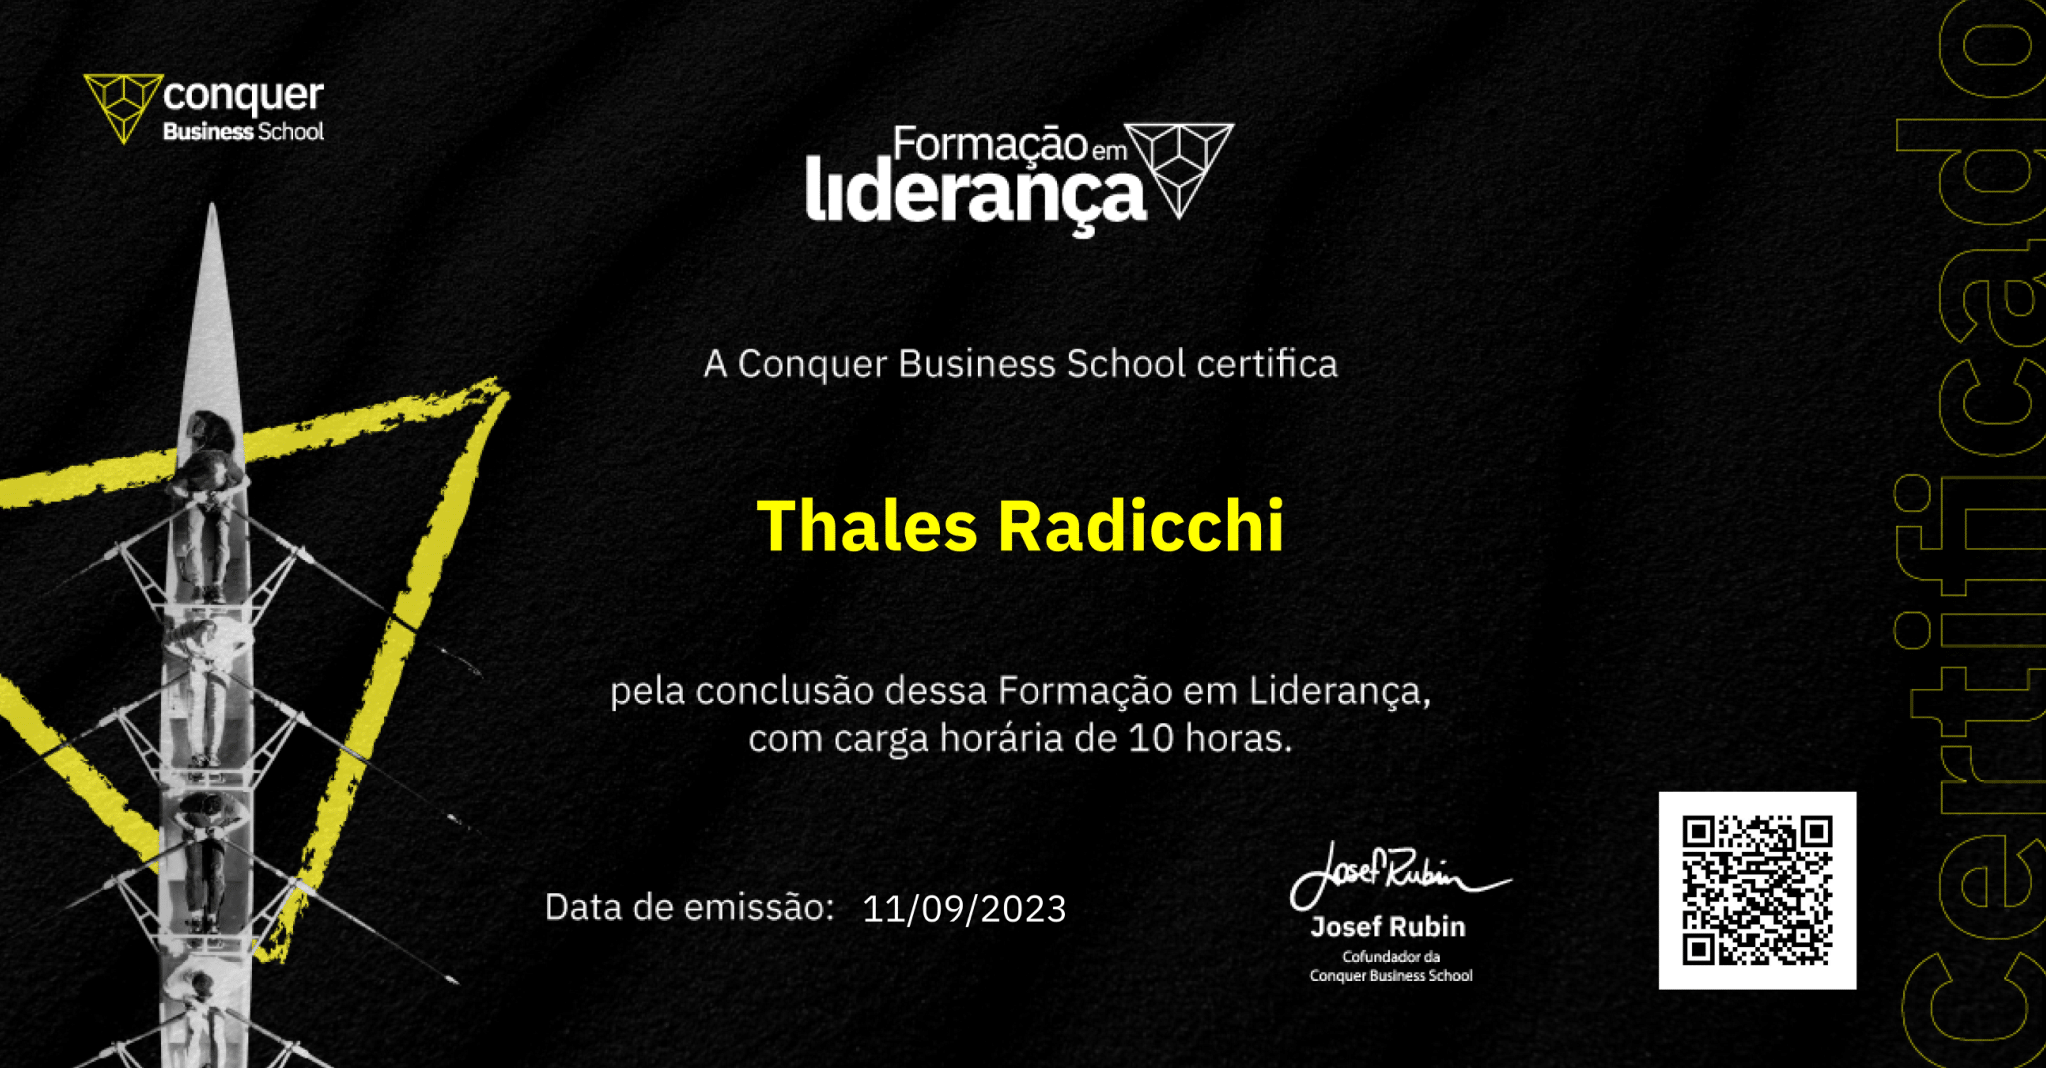 conquer
Business School
Formação em
liderança
A Conquer Business School certifica
Thales Radicchi
pela conclusão dessa Formação em Liderança,
com carga horária de 10 horas.
Data de emissão: 11/09/2023
Josef Rubin
Josef Rubin
Cofundador da
Conquer Business School
Certificado